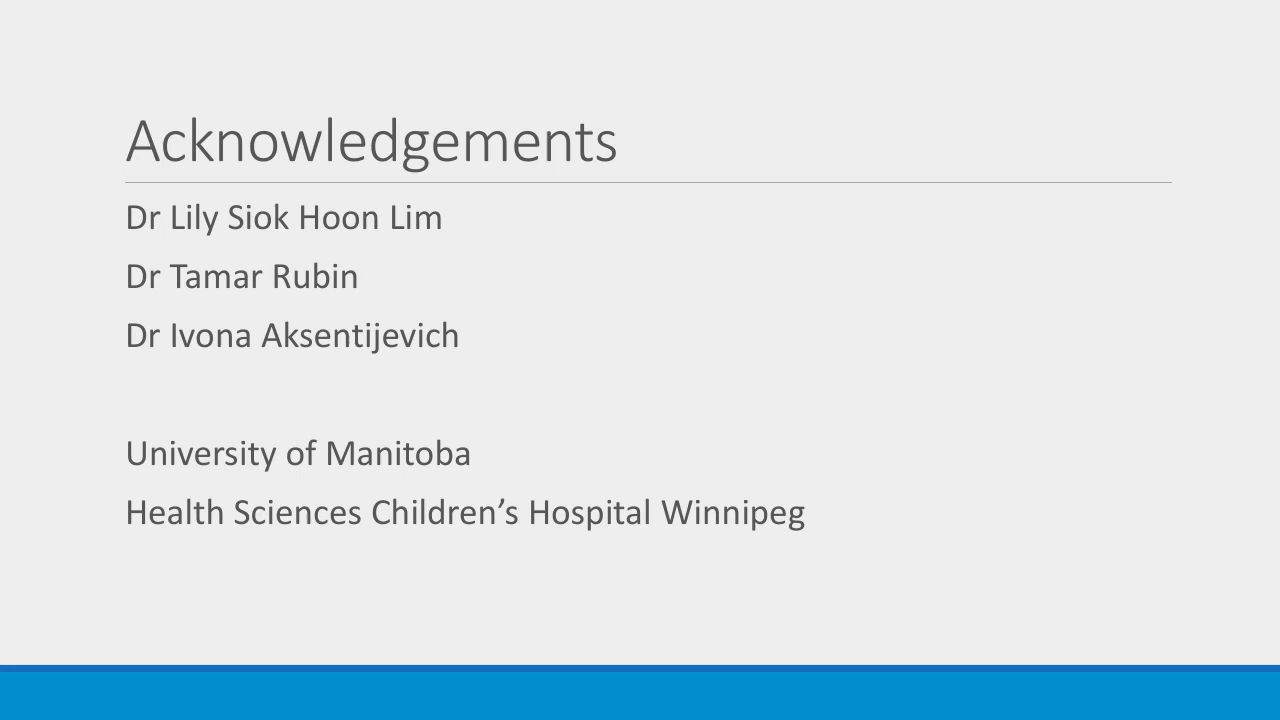 Acknowledgements
Dr Lily Siok Hoon Lim
Dr Tamar Rubin
Dr Ivona Aksentijevich
University of Manitoba
Health Sciences Children’s Hospital Winnipeg